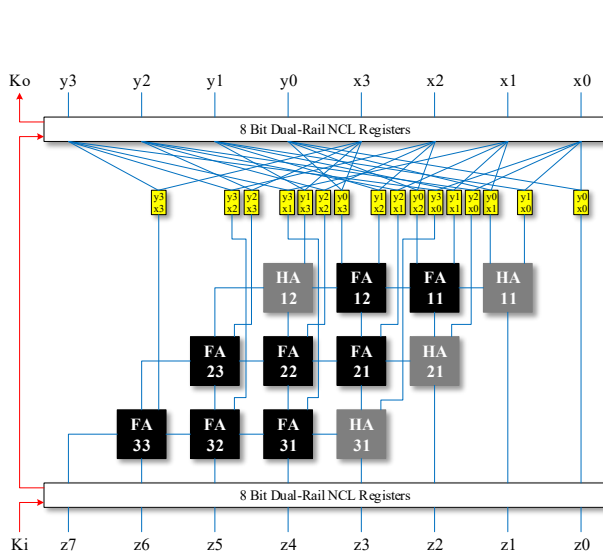 Ko y3 y2 y1 y0 x3 x2 x1 x0
8 Bit Dual-Rail NCL Registers
y3 y3 y2 y3 y1 y2 y0 y1 y2 y0 y3 y1 y2 y0 y1 y0
x3 x2 x3 x1 x3 x2 x3 x2 x1 x2 x0 x1 x0 x1 x0 x0
HA FA FA HA
12 12 11 11
FA FA FA HA
23 22 21 21
FA FA FA HA
33 32 31 31
8 Bit Dual-Rail NCL Registers
Ki z7 z6 z5 z4 z3 z2 z1 z0